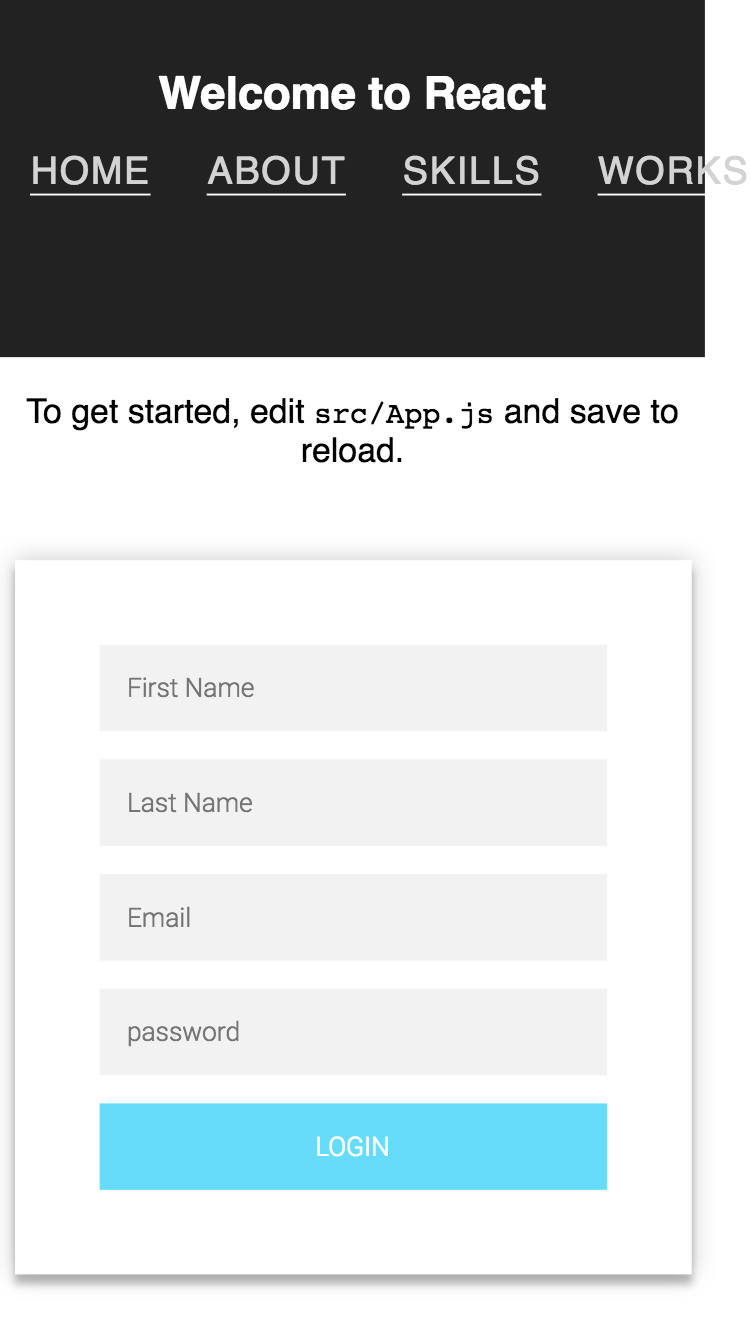 Welcome to React
HOME ABOUT SKILLS WORKS
To get started, edit src/App.js and save to
reload.
First Name
Last Name
Email
password
LOGIN